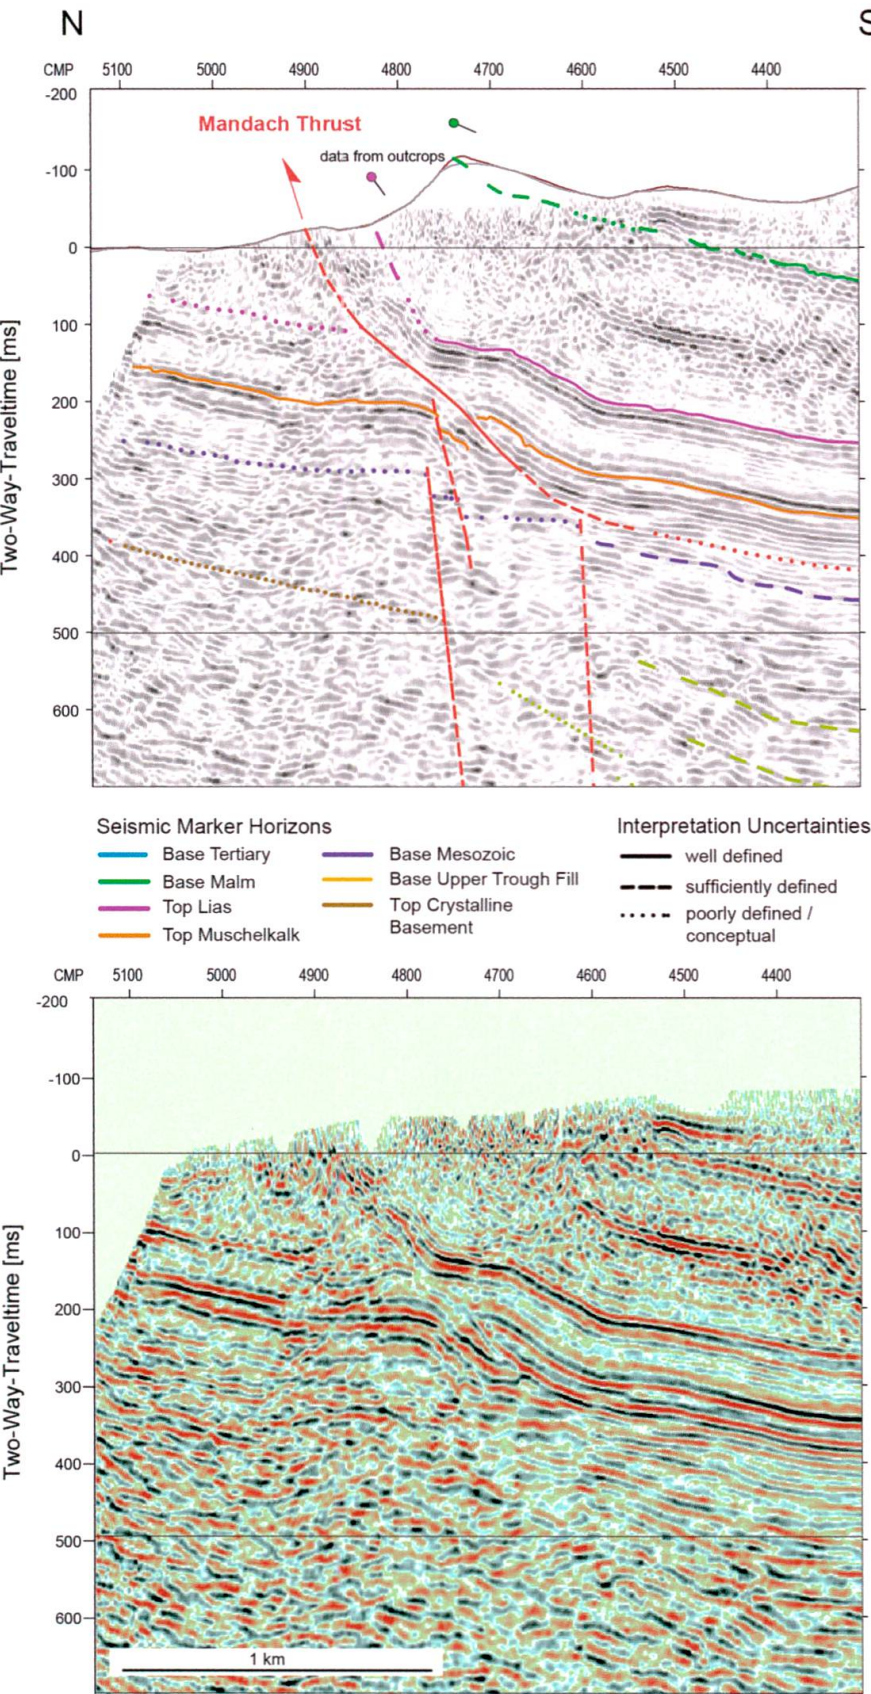 N S
CMP 5100 5000 4900 4800 4700 4600 4500 4400
-200
Mandach Thrust
data from outcrops
-100
0
100
200
300
400
500
600
Two-Way-Traveltime [ms]
Seismic Marker Horizons
Base Tertiary
Base Malm
Top Lias
Top Muschelkalk
Base Mesozoic
Base Upper Trough Fill
Top Crystalline
Basement
Interpretation Uncertainties
well defined
sufficiently defined
poorly defined /
conceptual
CMP 5100 5000 4900 4800 4700 4600 4500 4400
-200
-100
0
100
200
300
400
500
600
Two-Way-Traveltime [ms]
1 km